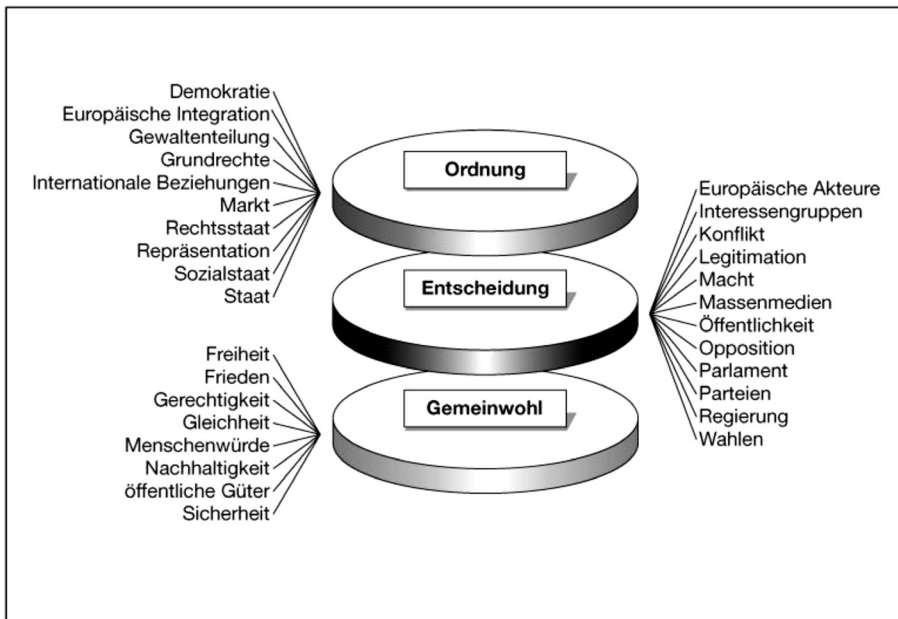 Demokratie
Europäische Integration
Gewaltenteilung
Grundrechte
Internationale Beziehungen
Markt
Rechtsstaat
Repräsentation
Sozialstaat
Staat
Ordnung
Entscheidung
Europäische Akteure
Interessengruppen
Konflikt
Legitimation
Macht
Massenmedien
Öffentlichkeit
Opposition
Parlament
Parteien
Regierung
Wahlen
Freiheit
Frieden
Gerechtigkeit
Gleichheit
Menschenwürde
Nachhaltigkeit
öffentliche Güter
Sicherheit
Gemeinwohl